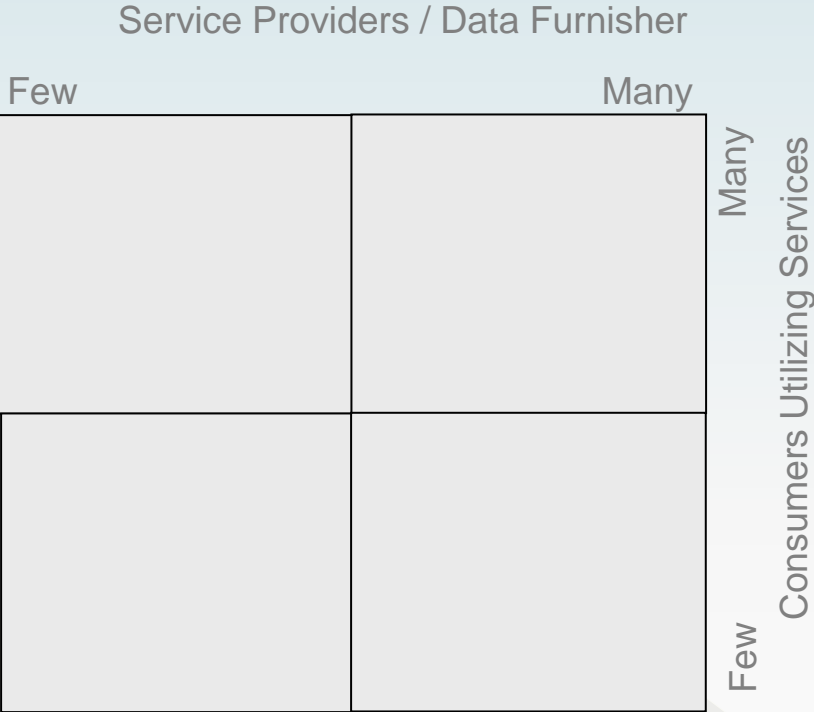 Service Providers / Data Furnisher
Few
Many
Many
Few
Consumers Utilizing Services